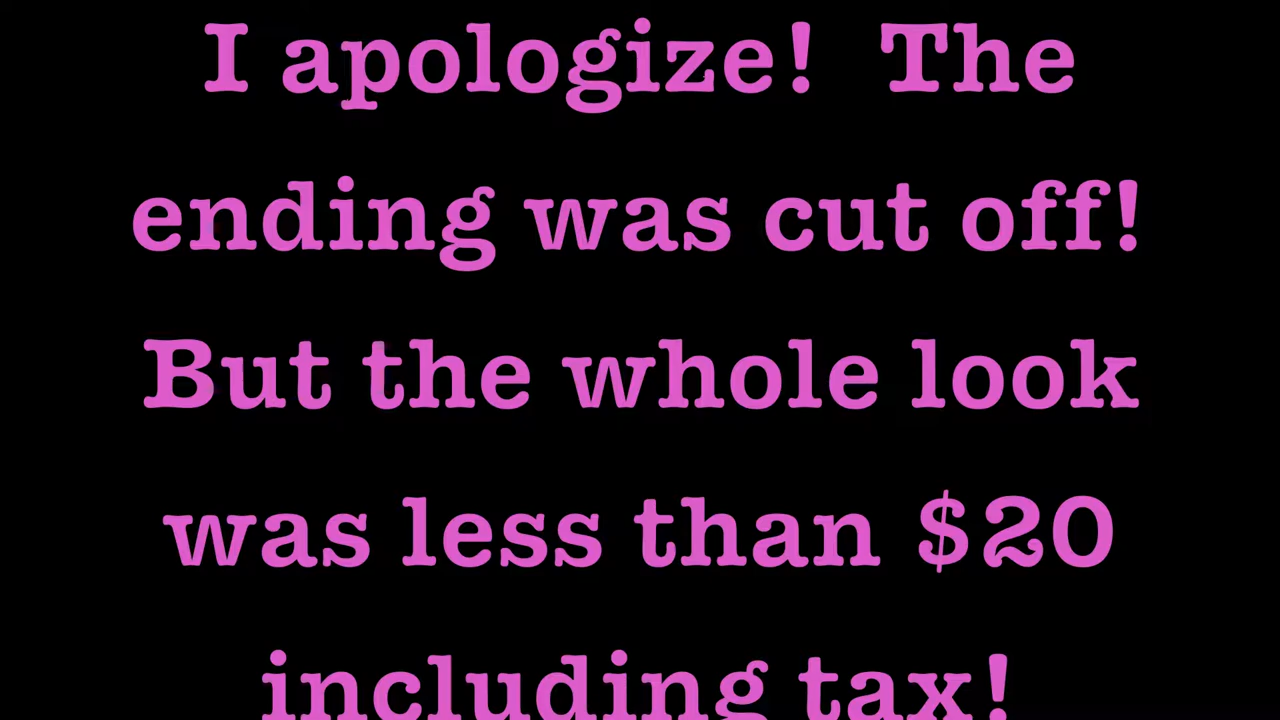 I apologize!  The
ending was cut off!
But the whole look
was less than $20
including tax!